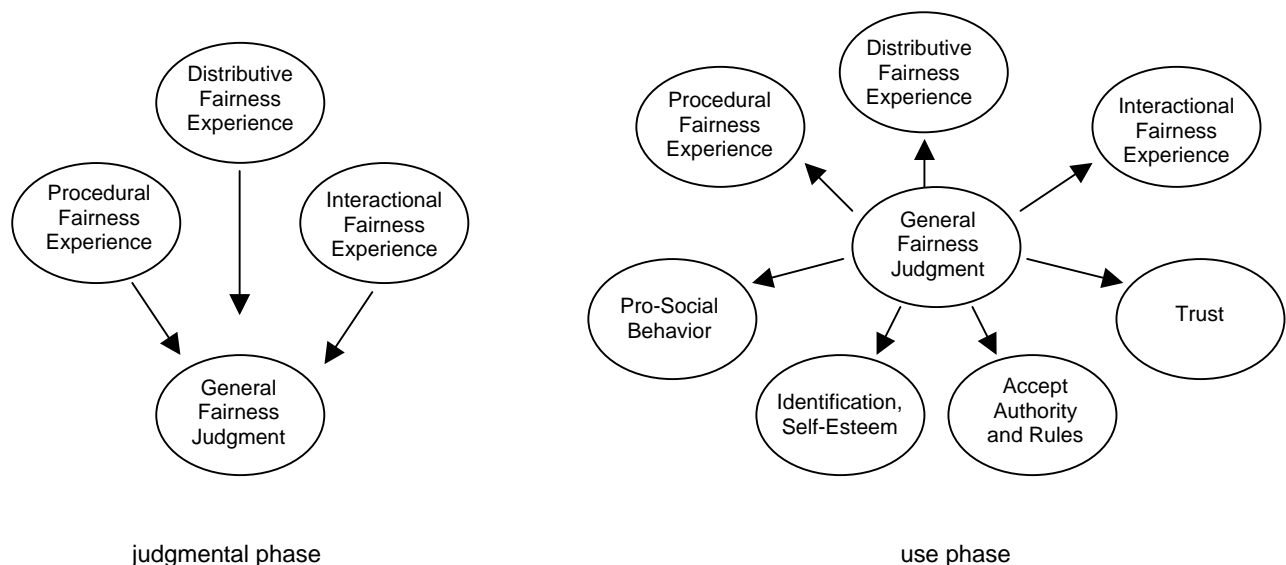 Distributive
Fairness
Experience
Procedural
Fairness
Experience
Interactional
Fairness
Experience
General
Fairness
Judgment
judgmental phase
Distributive
Fairness
Experience
Procedural
Fairness
Experience
Interactional
Fairness
Experience
General
Fairness
Judgment
Pro-Social
Behavior
Trust
Identification,
Self-Esteem
Accept
Authority
and Rules
use phase